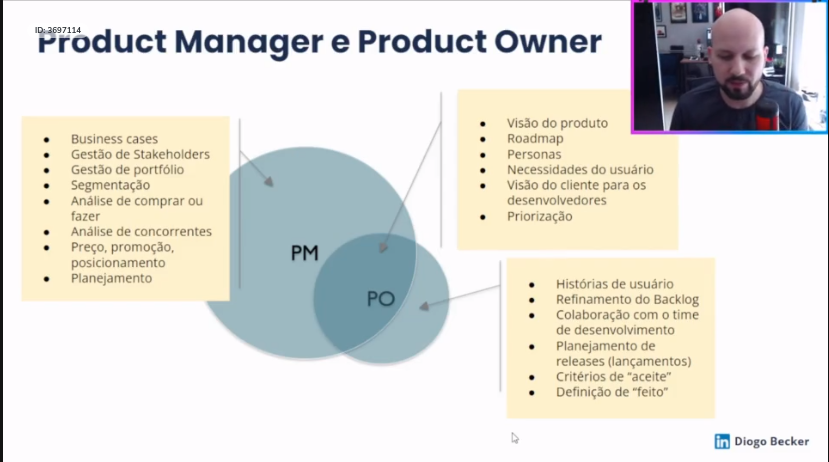 ID: 3697114
Product Manager e Product Owner
Business cases
Gestão de Stakeholders
Gestão de portfólio
Segmentação
Análise de comprar ou
fazer
Análise de concorrentes
Preço, promoção,
posicionamento
Planejamento
PM
PO
Visão do produto
Roadmap
Personas
Necessidades do usuário
Visão do cliente para os
desenvolvedores
Priorização
Histórias de usuário
Refinamento do Backlog
Colaboração com o time
de desenvolvimento
Planejamento de
releases (lançamentos)
Critérios de “aceite”
Definição de “feito”
in Diogo Becker